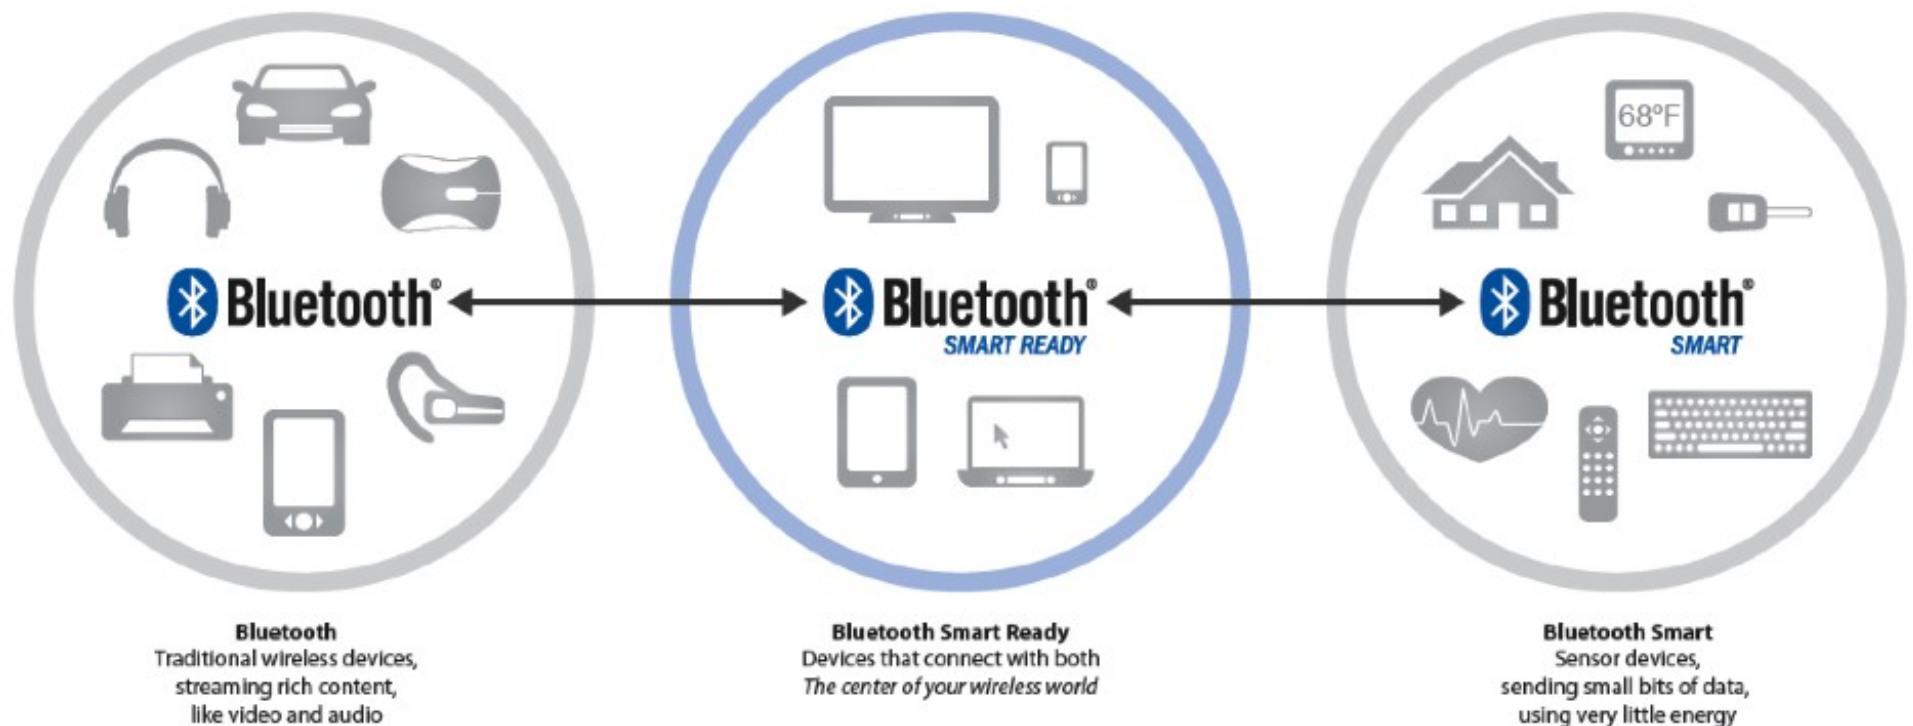 68°F
Bluetooth®
Bluetooth®
SMART READY
Bluetooth®
SMART
Bluetooth
Traditional wireless devices,
streaming rich content,
like video and audio
Bluetooth Smart Ready
Devices that connect with both
The center of your wireless world
Bluetooth Smart
Sensor devices,
sending small bits of data,
using very little energy